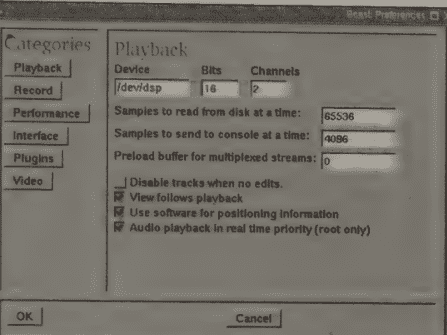 Beast Preferences
Categories
Playback
Record
Performance
Interface
Plugins
Video
Playback
Device Bits Channels
/dev/dsp 16 2
Samples to read from disk at a time: 65536
Samples to send to console at a time: 4096
Preload buffer for multiplexed streams: 0
Disable tracks when no edits.
View follows playback
Use software for positioning information
Audio playback in real time priority (root only)
OK
Cancel